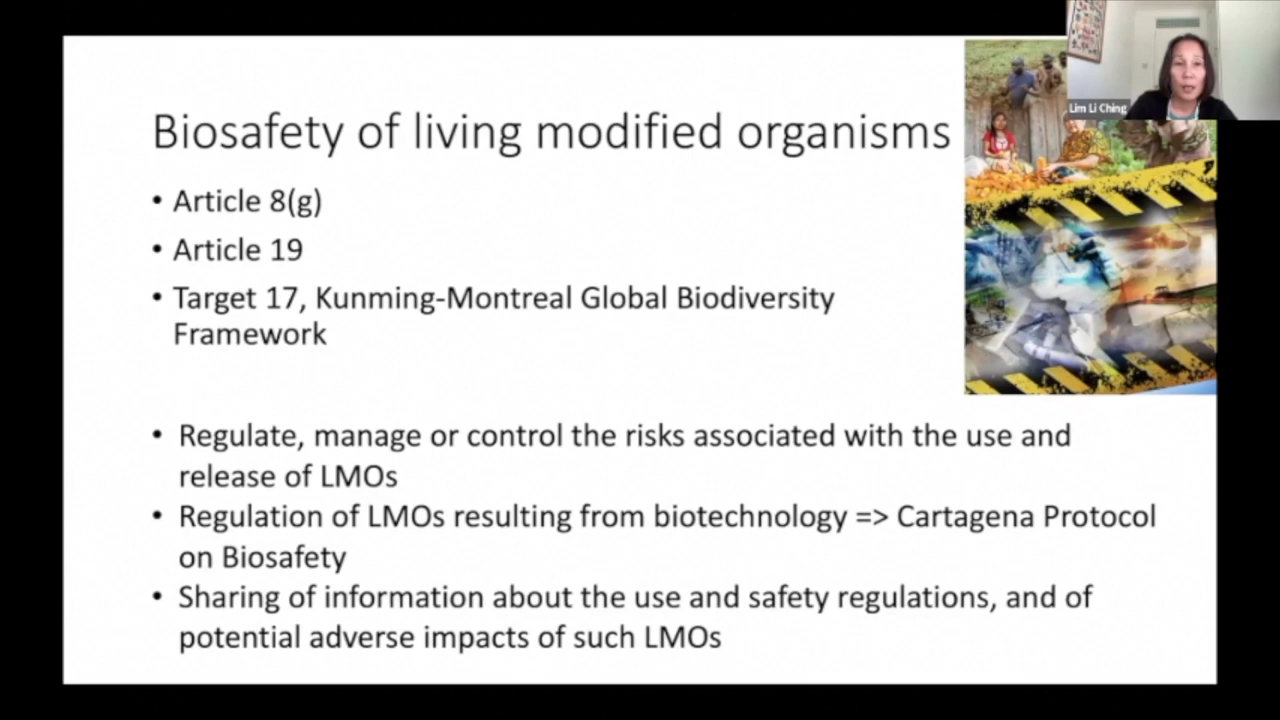 Lim Li Ching
Biosafety of living modified organisms
• Article 8(g)
• Article 19
• Target 17, Kunming-Montreal Global Biodiversity
Framework
• Regulate, manage or control the risks associated with the use and
release of LMOs
• Regulation of LMOs resulting from biotechnology => Cartagena Protocol
on Biosafety
• Sharing of information about the use and safety regulations, and of
potential adverse impacts of such LMOs